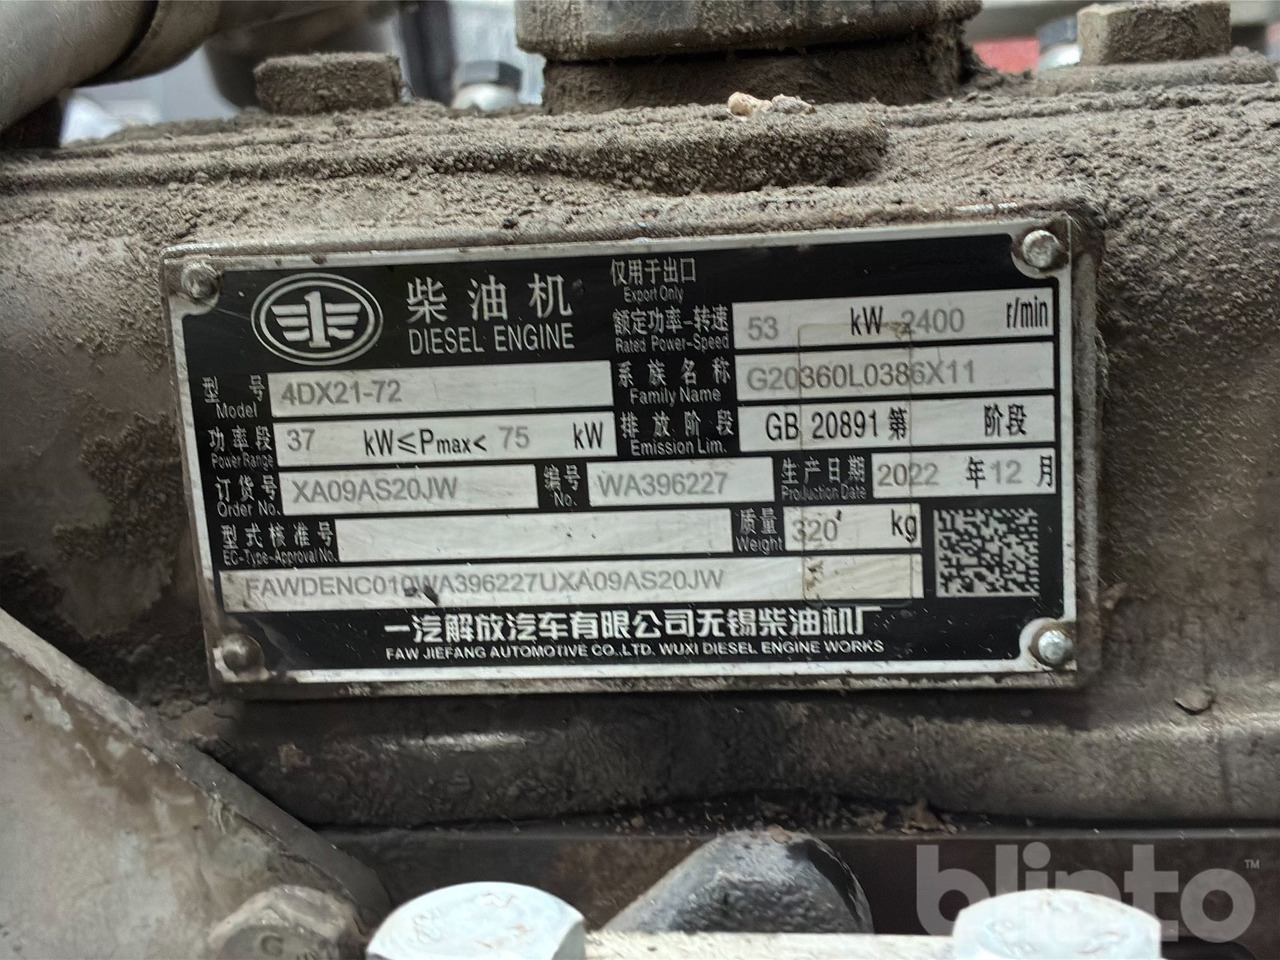 柴油机
DIESEL ENGINE
仅用于出口
Export Only
额定功率-转速 53 kW 2400 r/min
Rated Power-Speed
型号 4DX21-72
Model
系族名称 G20360L0386X11
Family Name
功率段 37 kW≤Pmax< 75 kW
Power Range
排放阶段 GB 20891 第 阶段
Emission Lim.
订货号 XA09AS20JW
Order No.
编号 WA396227
No.
生产日期 2022 年 12 月
Production Date
型式核准号
EC-Type-Approval No.
质量 320 kg
Weight
FAWDENC010WA396227UXA09AS20JW
一汽解放汽车有限公司无锡柴油机厂
FAW JIEFANG AUTOMOTIVE CO.,LTD. WUXI DIESEL ENGINE WORKS
blinto™